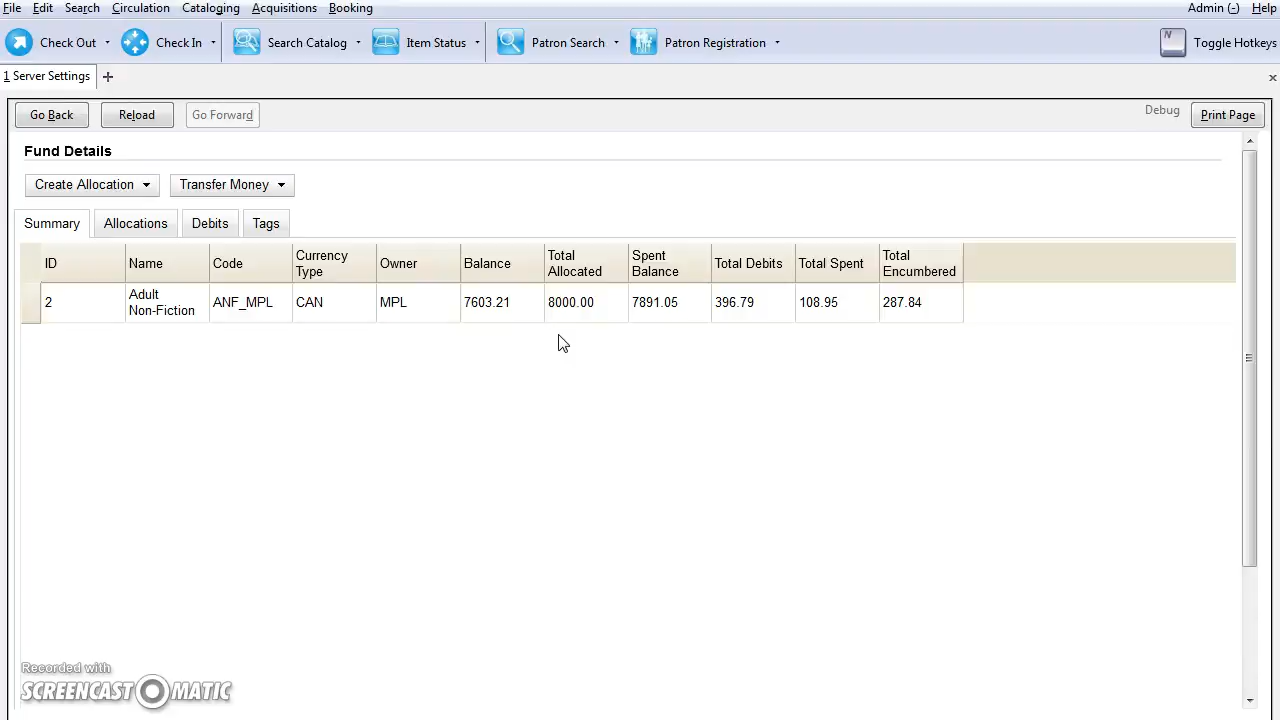 File Edit Search Circulation Cataloging Acquisitions Booking Admin (-) Help
Check Out Check In Search Catalog Item Status Patron Search Patron Registration N Toggle Hotkeys
1 Server Settings
Go Back Reload Go Forward Debug Print Page
Fund Details
Create Allocation Transfer Money
Summary Allocations Debits Tags
ID Name Code Currency Type Owner Balance Total Allocated Spent Balance Total Debits Total Spent Total Encumbered
2 Adult Non-Fiction ANF_MPL CAN MPL 7603.21 8000.00 7891.05 396.79 108.95 287.84
Recorded with
SCREENCAST-O-MATIC